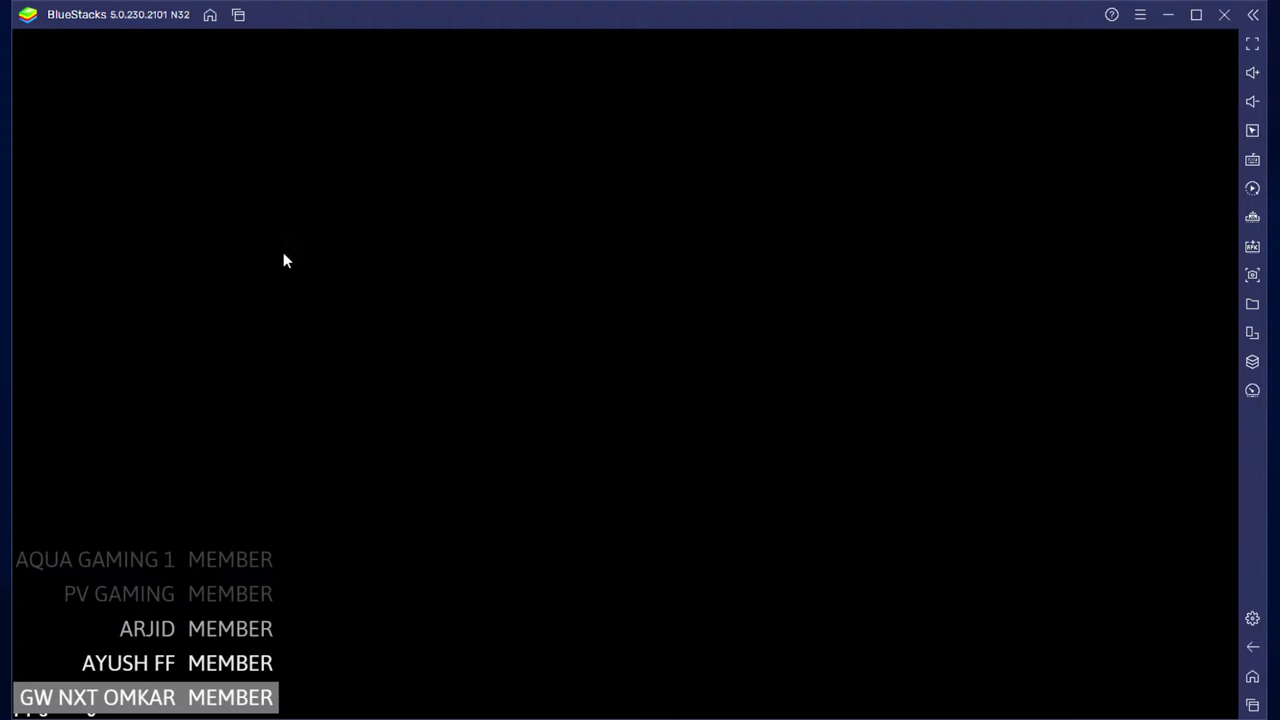 BlueStacks 5.0.230.2101 N32
APK
AQUA GAMING 1 MEMBER
PV GAMING MEMBER
ARJID MEMBER
AYUSH FF MEMBER
GW NXT OMKAR MEMBER